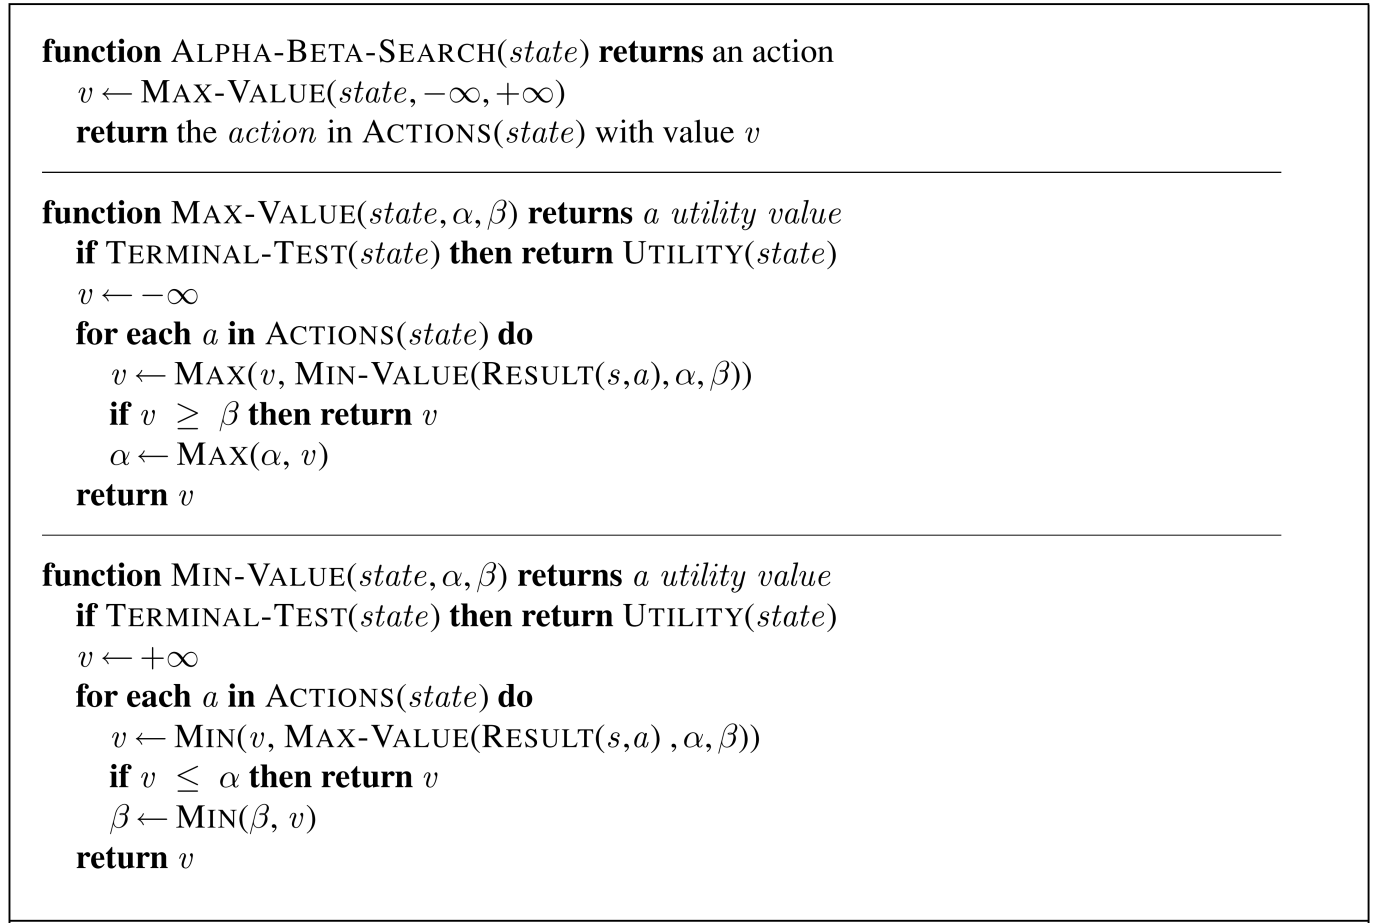 function ALPHA-BETA-SEARCH(state) returns an action
v ← MAX-VALUE(state, −∞, +∞)
return the action in ACTIONS(state) with value v
function MAX-VALUE(state, α, β) returns a utility value
if TERMINAL-TEST(state) then return UTILITY(state)
v ← −∞
for each a in ACTIONS(state) do
v ← MAX(v, MIN-VALUE(RESULT(s,a), α, β))
if v ≥ β then return v
α ← MAX(α, v)
return v
function MIN-VALUE(state, α, β) returns a utility value
if TERMINAL-TEST(state) then return UTILITY(state)
v ← +∞
for each a in ACTIONS(state) do
v ← MIN(v, MAX-VALUE(RESULT(s,a) , α, β))
if v ≤ α then return v
β ← MIN(β, v)
return v